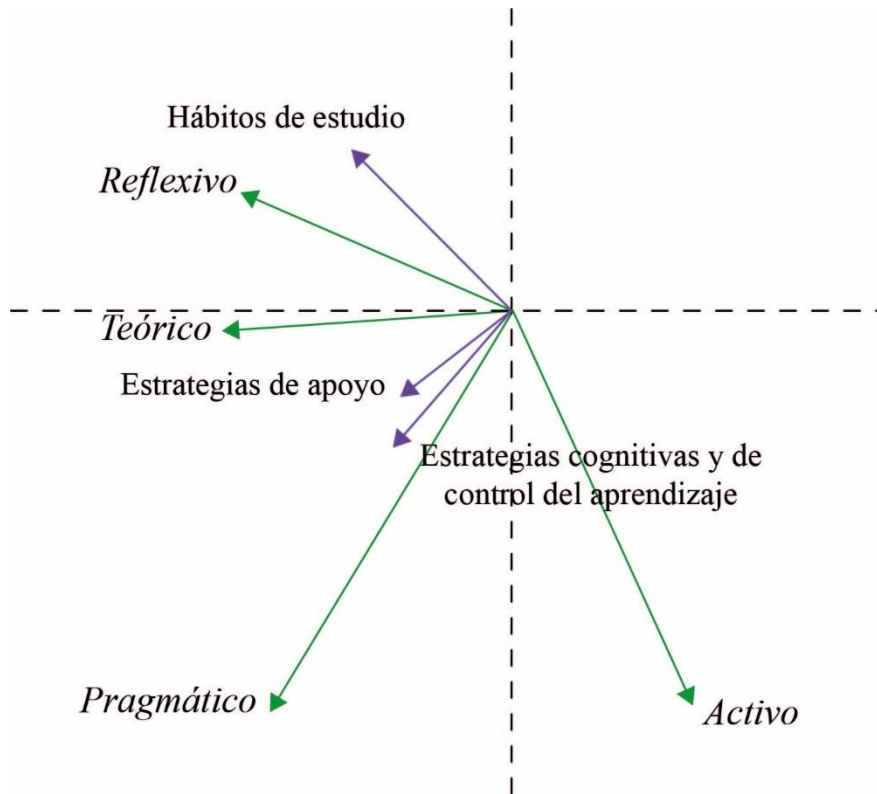 Hábitos de estudio
Reflexivo
Teórico
Estrategias de apoyo
Estrategias cognitivas y de
control del aprendizaje
Pragmático
Activo